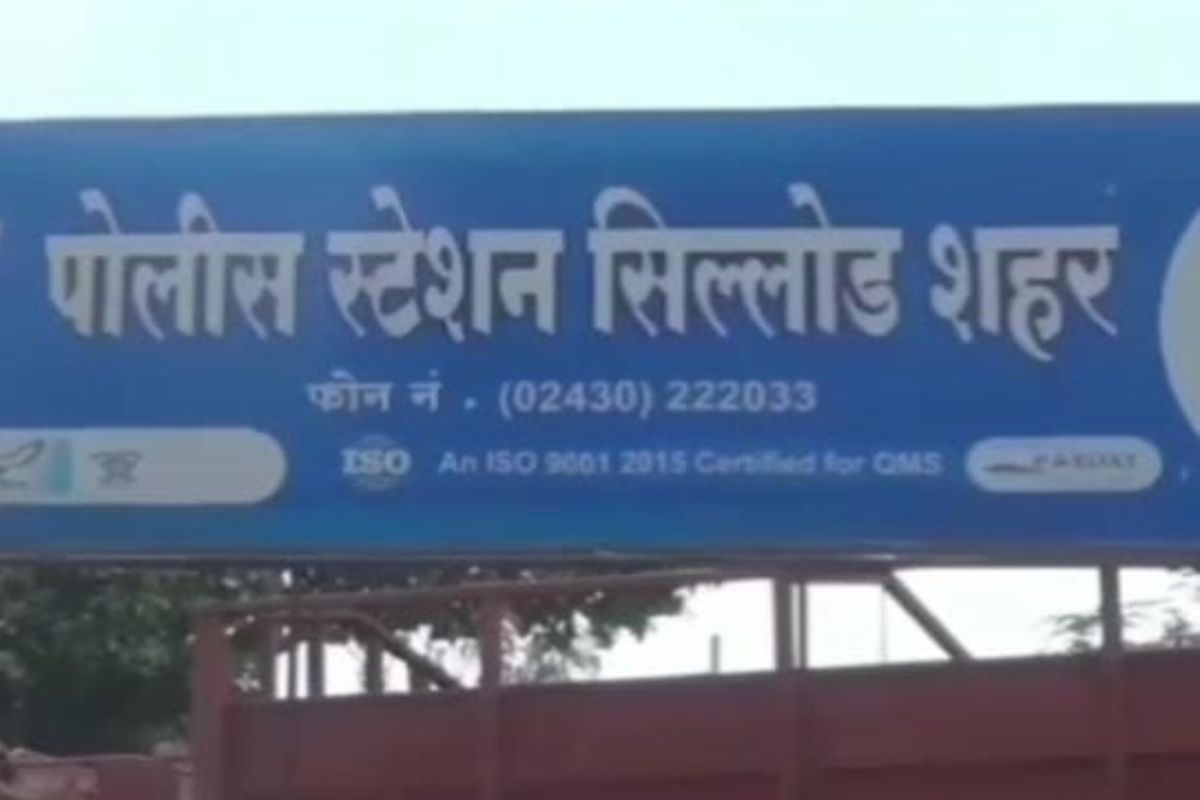 पोलीस स्टेशन सिल्लोड शहर
फोन नं . (02430) 222033
ISO An ISO 9001 2015 Certified for QMS